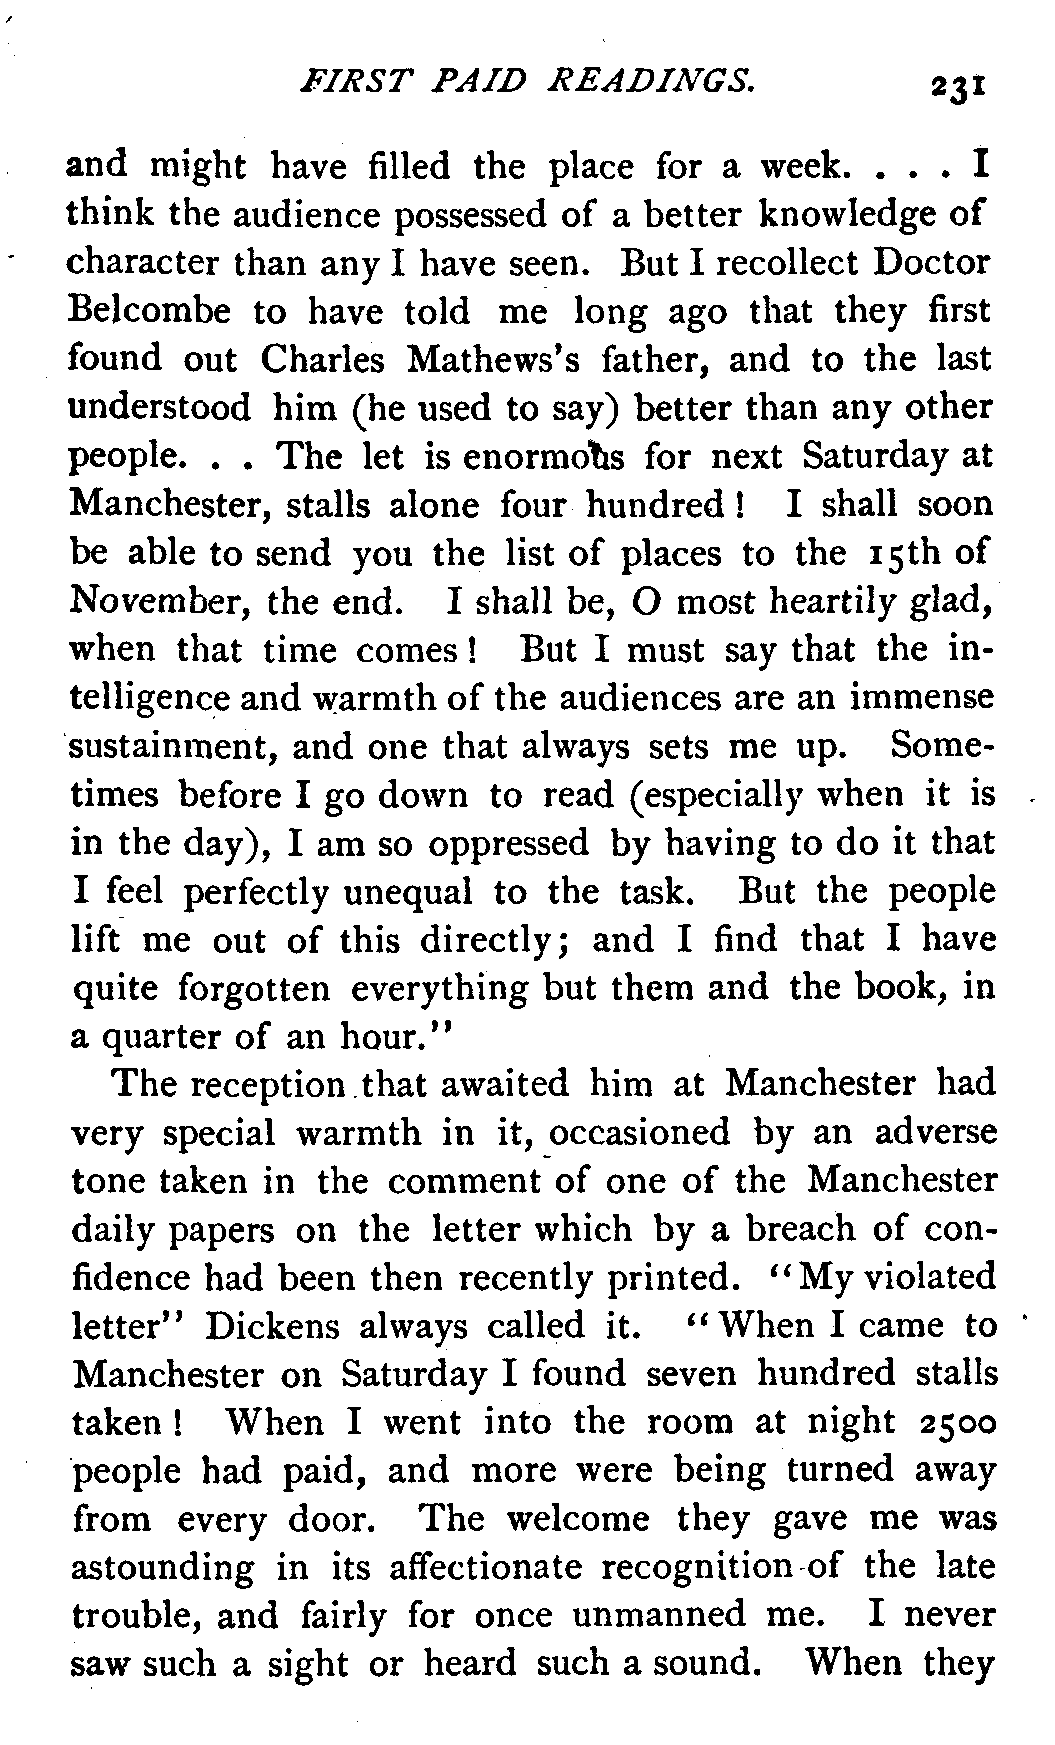 FIRST PAID READINGS. 231
and might have filled the place for a week. . . . I
think the audience possessed of a better knowledge of
character than any I have seen. But I recollect Doctor
Belcombe to have told me long ago that they first
found out Charles Mathews's father, and to the last
understood him (he used to say) better than any other
people. . . The let is enormous for next Saturday at
Manchester, stalls alone four hundred! I shall soon
be able to send you the list of places to the 15th of
November, the end. I shall be, O most heartily glad,
when that time comes! But I must say that the in-
telligence and warmth of the audiences are an immense
sustainment, and one that always sets me up. Some-
times before I go down to read (especially when it is
in the day), I am so oppressed by having to do it that
I feel perfectly unequal to the task. But the people
lift me out of this directly; and I find that I have
quite forgotten everything but them and the book, in
a quarter of an hour."
The reception that awaited him at Manchester had
very special warmth in it, occasioned by an adverse
tone taken in the comment of one of the Manchester
daily papers on the letter which by a breach of con-
fidence had been then recently printed. "My violated
letter" Dickens always called it. "When I came to
Manchester on Saturday I found seven hundred stalls
taken! When I went into the room at night 2500
people had paid, and more were being turned away
from every door. The welcome they gave me was
astounding in its affectionate recognition of the late
trouble, and fairly for once unmanned me. I never
saw such a sight or heard such a sound. When they